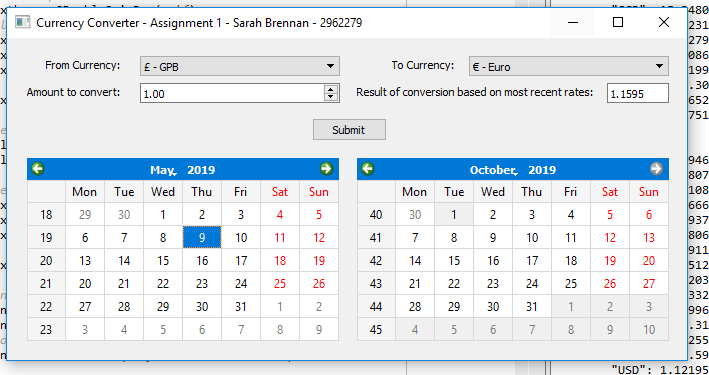 Currency Converter - Assignment 1 - Sarah Brennan - 2962279
From Currency: £ - GPB To Currency: € - Euro
Amount to convert: 1.00 Result of conversion based on most recent rates: 1.1595
Submit
May, 2019
Mon Tue Wed Thu Fri Sat Sun
18 29 30 1 2 3 4 5
19 6 7 8 9 10 11 12
20 13 14 15 16 17 18 19
21 20 21 22 23 24 25 26
22 27 28 29 30 31 1 2
23 3 4 5 6 7 8 9
October, 2019
Mon Tue Wed Thu Fri Sat Sun
40 30 1 2 3 4 5 6
41 7 8 9 10 11 12 13
42 14 15 16 17 18 19 20
43 21 22 23 24 25 26 27
44 28 29 30 31 1 2 3
45 4 5 6 7 8 9 10
"USD": 1.12195